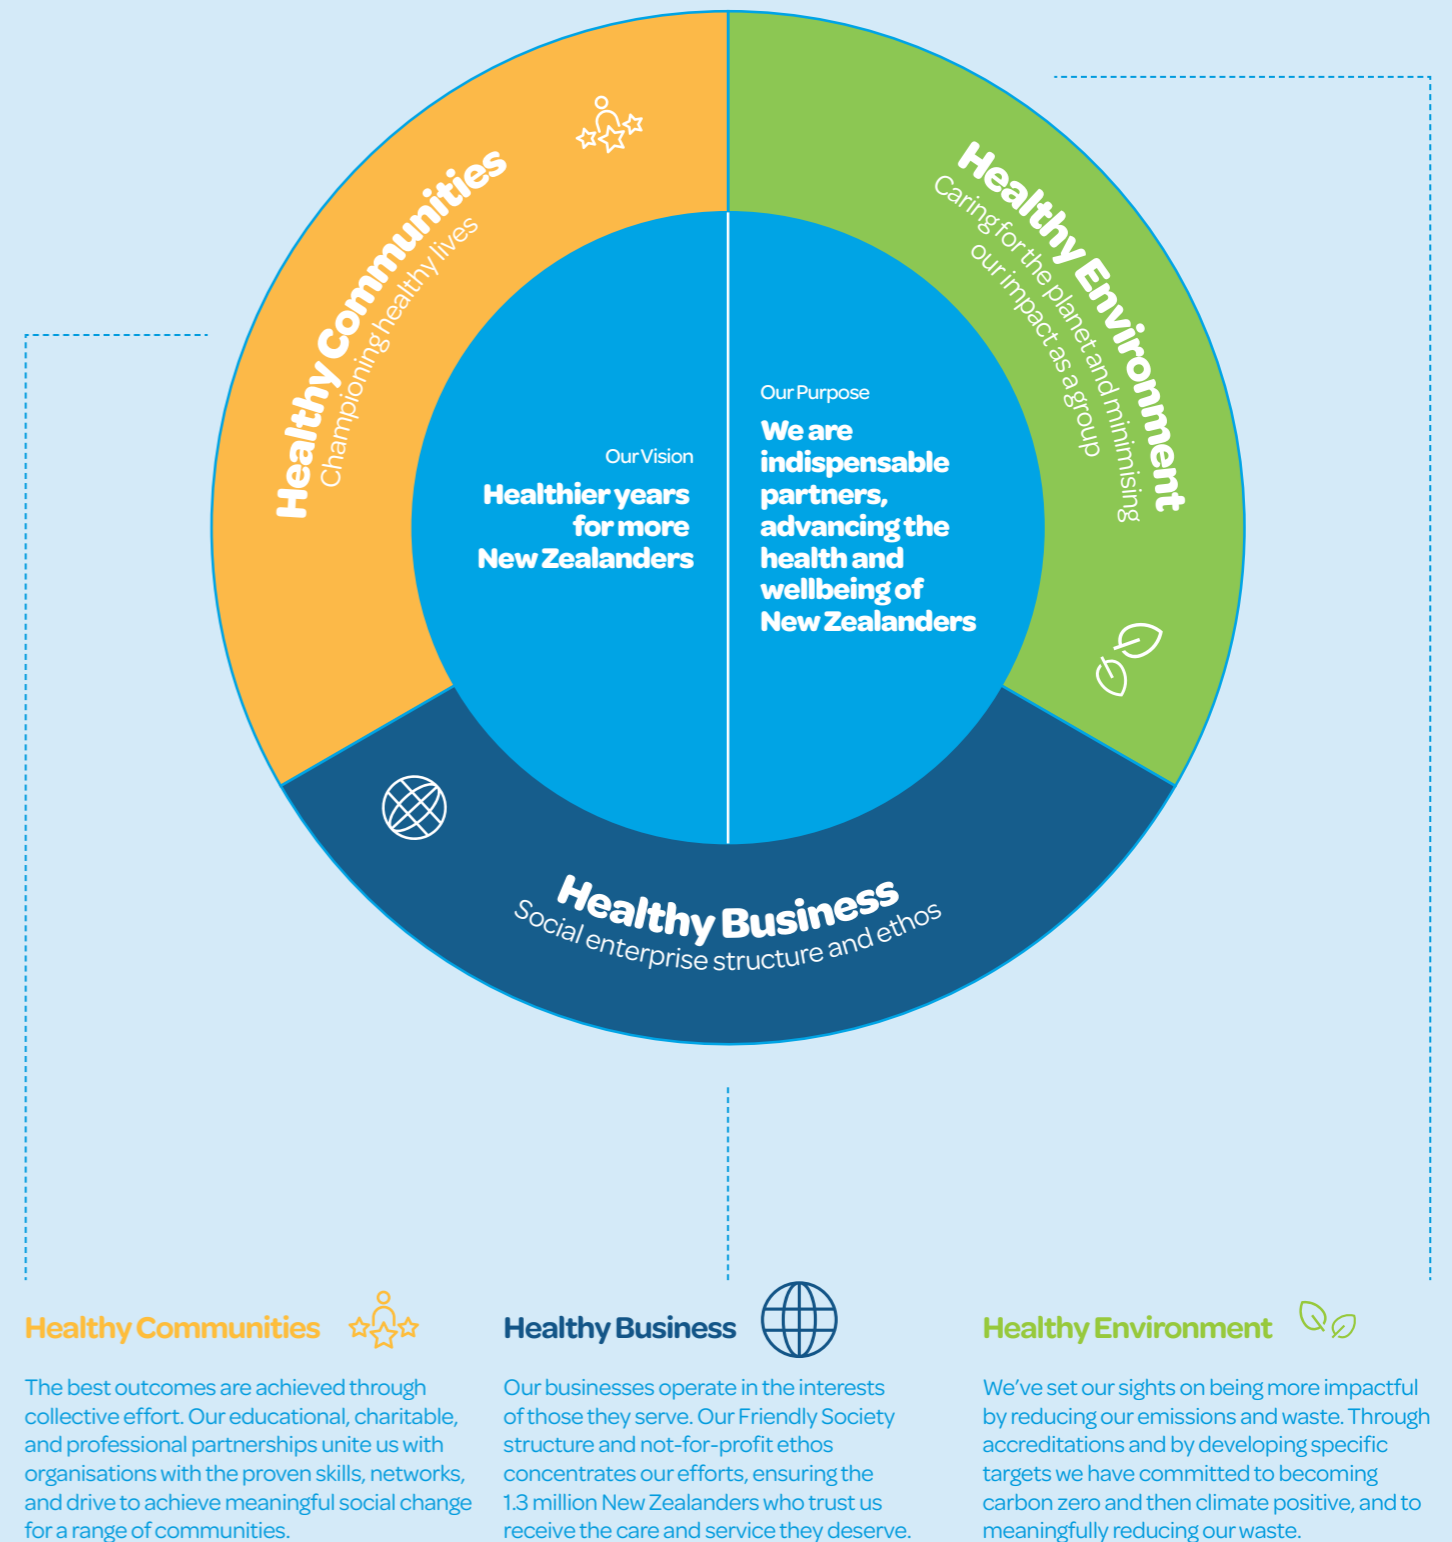 Healthy Communities
Championing healthy lives
Healthy Environment
Caring for the planet and minimising
our impact as a group
Our Vision
Healthier years
for more
New Zealanders
Our Purpose
We are
indispensable
partners,
advancing the
health and
wellbeing of
New Zealanders
Healthy Business
Social enterprise structure and ethos
Healthy Communities
The best outcomes are achieved through
collective effort. Our educational, charitable,
and professional partnerships unite us with
organisations with the proven skills, networks,
and drive to achieve meaningful social change
for a range of communities.
Healthy Business
Our businesses operate in the interests
of those they serve. Our Friendly Society
structure and not-for-profit ethos
concentrates our efforts, ensuring the
1.3 million New Zealanders who trust us
receive the care and service they deserve.
Healthy Environment
We've set our sights on being more impactful
by reducing our emissions and waste. Through
accreditations and by developing specific
targets we have committed to becoming
carbon zero and then climate positive, and to
meaningfully reducing our waste.